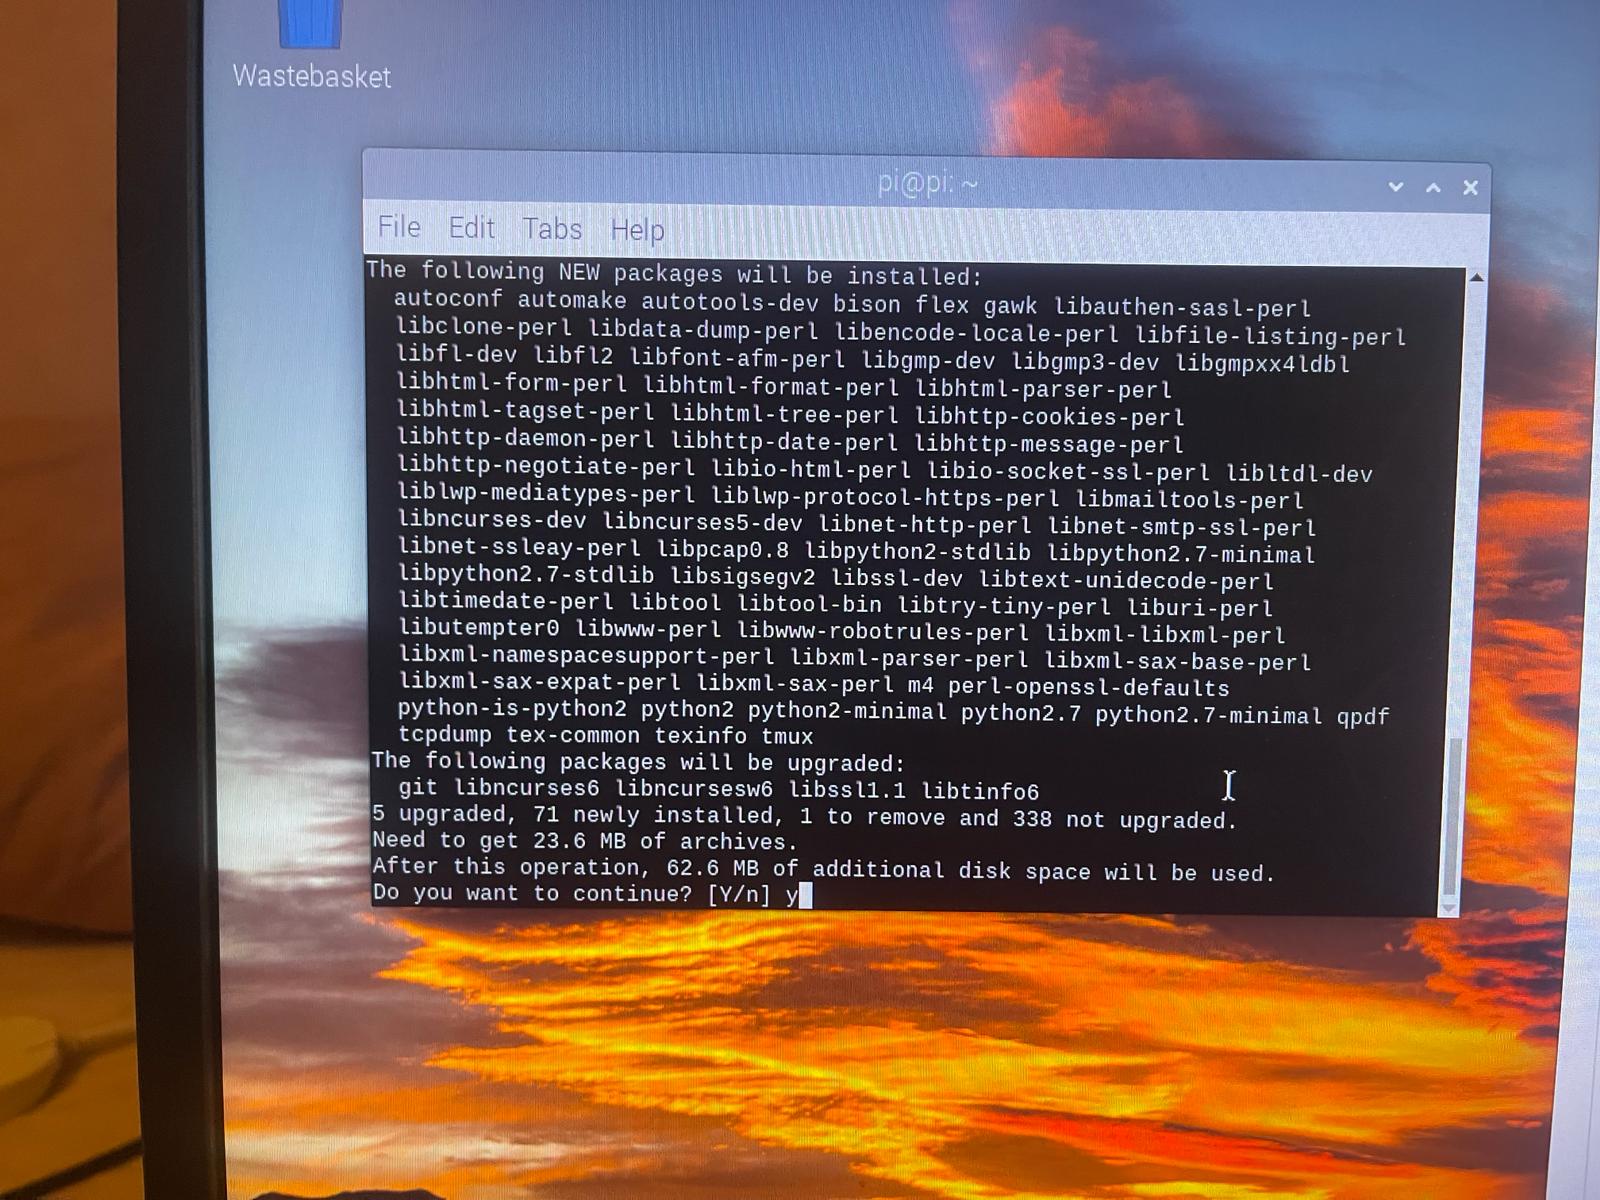 Wastebasket
pi@pi: ~
File Edit Tabs Help
The following NEW packages will be installed:
autoconf automake autotools-dev bison flex gawk libauthen-sasl-perl
libclone-perl libdata-dump-perl libencode-locale-perl libfile-listing-perl
libfl-dev libfl2 libfont-afm-perl libgmp-dev libgmp3-dev libgmpxx4ldbl
libhtml-form-perl libhtml-format-perl libhtml-parser-perl
libhtml-tagset-perl libhtml-tree-perl libhttp-cookies-perl
libhttp-daemon-perl libhttp-date-perl libhttp-message-perl
libhttp-negotiate-perl libio-html-perl libio-socket-ssl-perl libltdl-dev
liblwp-mediatypes-perl liblwp-protocol-https-perl libmailtools-perl
libncurses-dev libncurses5-dev libnet-http-perl libnet-smtp-ssl-perl
libnet-ssleay-perl libpcap0.8 libpython2-stdlib libpython2.7-minimal
libpython2.7-stdlib libsigsegv2 libssl-dev libtext-unidecode-perl
libtimedate-perl libtool libtool-bin libtry-tiny-perl liburi-perl
libutempter0 libwww-perl libwww-robotrules-perl libxml-libxml-perl
libxml-namespacesupport-perl libxml-parser-perl libxml-sax-base-perl
libxml-sax-expat-perl libxml-sax-perl m4 perl-openssl-defaults
python-is-python2 python2 python2-minimal python2.7 python2.7-minimal qpdf
tcpdump tex-common texinfo tmux
The following packages will be upgraded:
git libncurses6 libncursesw6 libssl1.1 libtinfo6
5 upgraded, 71 newly installed, 1 to remove and 338 not upgraded.
Need to get 23.6 MB of archives.
After this operation, 62.6 MB of additional disk space will be used.
Do you want to continue? [Y/n] y